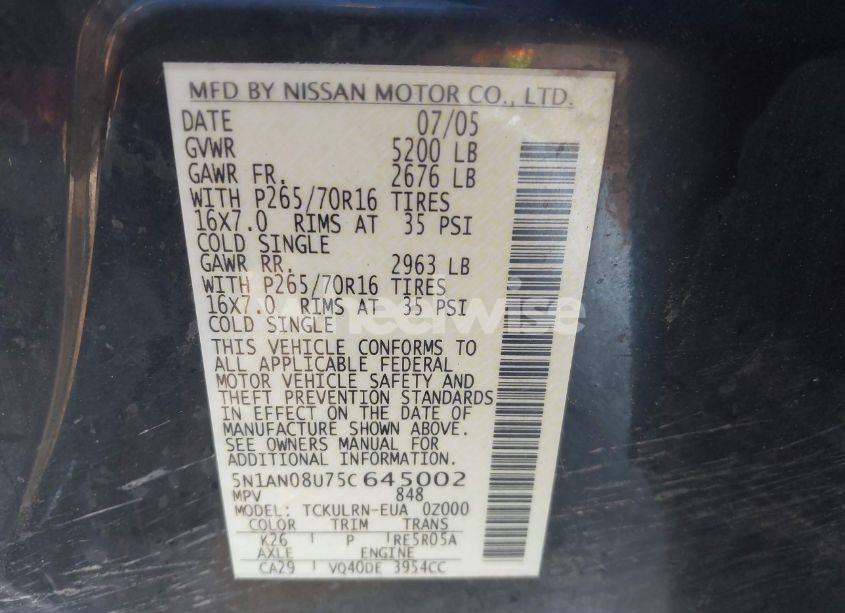 MFD BY NISSAN MOTOR CO., LTD.
DATE 07/05
GVWR 5200 LB
GAWR FR. 2676 LB
WITH P265/70R16 TIRES
16X7.0 RIMS AT 35 PSI
COLD SINGLE
GAWR RR. 2963 LB
WITH P265/70R16 TIRES
16X7.0 RIMS AT 35 PSI
COLD SINGLE
wheelwise
THIS VEHICLE CONFORMS TO
ALL APPLICABLE FEDERAL
MOTOR VEHICLE SAFETY AND
THEFT PREVENTION STANDARDS
IN EFFECT ON THE DATE OF
MANUFACTURE SHOWN ABOVE.
SEE OWNERS MANUAL FOR
ADDITIONAL INFORMATION.
5N1AN08U75C645002
MPV 848
MODEL: TCKULRN-EUA 0Z000
COLOR TRIM TRANS
K26 P RE5R05A
AXLE ENGINE
CA29 VQ40DE 3954CC